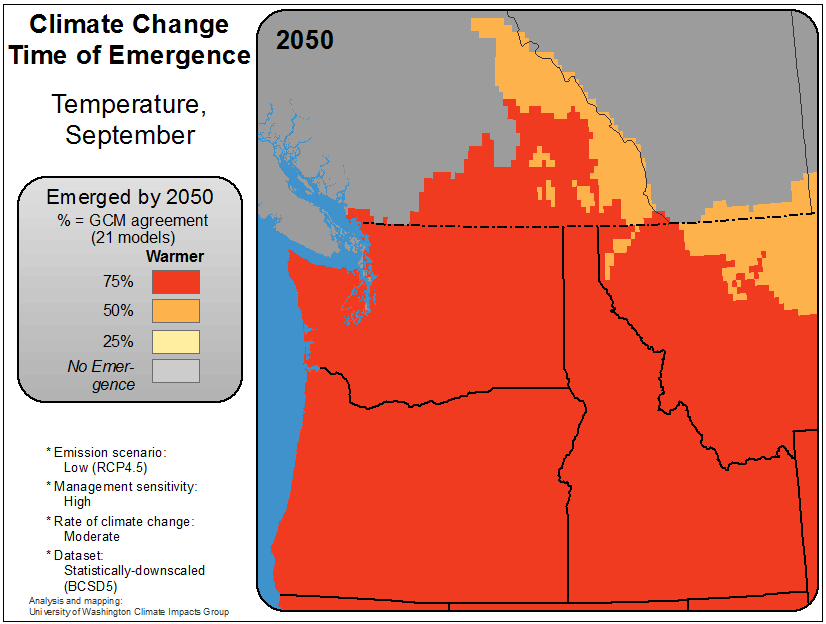 Climate Change
Time of Emergence
Temperature,
September
2050
Emerged by 2050
% = GCM agreement
(21 models)
Warmer
75%
50%
25%
No Emer-
gence
* Emission scenario:
Low (RCP4.5)
* Management sensitivity:
High
* Rate of climate change:
Moderate
* Dataset:
Statistically-downscaled
(BCSD5)
Analysis and mapping:
University of Washington Climate Impacts Group